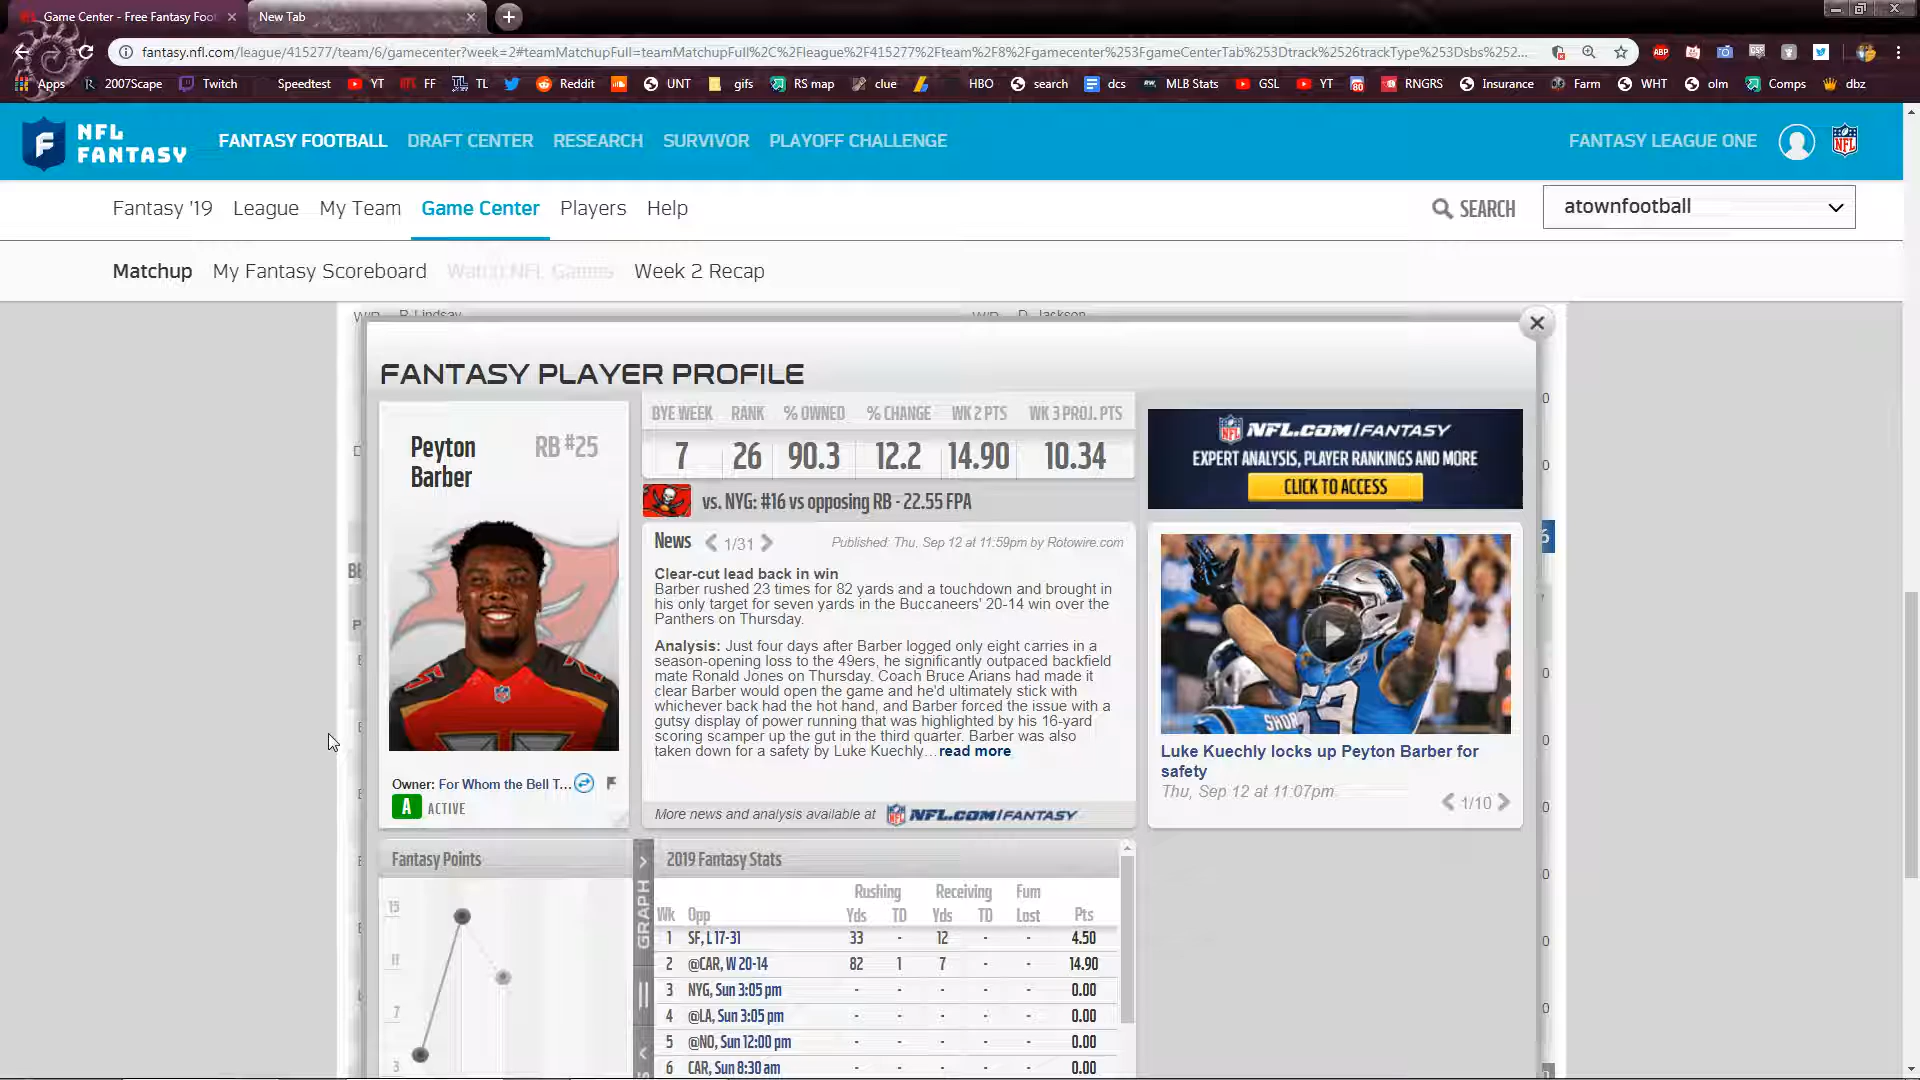 Game Center - Free Fantasy Foot
New Tab
fantasy.nfl.com/league/415277/team/6/gamecenter?week=2#teamMatchupFull=teamMatchupFull%2C%2Fleague%2F415277%2Fteam%2F8%2Fgamecenter%253FgameCenterTab%253Dtrack%2526trackType%253Dsbs%252...
Apps 2007Scape Twitch Speedtest YT FF TL Reddit UNT gifs RS map clue HBO search dcs MLB Stats GSL YT RNGRS Insurance Farm WHT olm Comps dbz
NFL FANTASY
FANTASY FOOTBALL DRAFT CENTER RESEARCH SURVIVOR PLAYOFF CHALLENGE FANTASY LEAGUE ONE
Fantasy '19 League My Team Game Center Players Help SEARCH atownfootball
Matchup My Fantasy Scoreboard Watch NFL Games Week 2 Recap
FANTASY PLAYER PROFILE
Peyton Barber
RB #25
BYE WEEK RANK % OWNED % CHANGE WK 2 PTS WK 3 PROJ. PTS
7 26 90.3 12.2 14.90 10.34
vs. NYG: #16 vs opposing RB - 22.55 FPA
News 1/31 Published: Thu, Sep 12 at 11:59pm by Rotowire.com
Clear-cut lead back in win
Barber rushed 23 times for 82 yards and a touchdown and brought in
his only target for seven yards in the Buccaneers' 20-14 win over the
Panthers on Thursday.
Analysis: Just four days after Barber logged only eight carries in a
season-opening loss to the 49ers, he significantly outpaced backfield
mate Ronald Jones on Thursday. Coach Bruce Arians had made it
clear Barber would open the game and he'd ultimately stick with
whichever back had the hot hand, and Barber forced the issue with a
gutsy display of power running that was highlighted by his 16-yard
scoring scamper up the gut in the third quarter. Barber was also
taken down for a safety by Luke Kuechly...read more
More news and analysis available at NFL.COM/FANTASY
Owner: For Whom the Bell T...
A ACTIVE
NFL.COM/FANTASY
EXPERT ANALYSIS, PLAYER RANKINGS AND MORE
CLICK TO ACCESS
Luke Kuechly locks up Peyton Barber for
safety
Thu, Sep 12 at 11:07pm
1/10
Fantasy Points
15
11
7
3
GRAPH
2019 Fantasy Stats
Rushing Receiving Fum
Wk Opp Yds TD Yds TD Lost Pts
1 SF, L 17-31 33 - 12 - - 4.50
2 @CAR, W 20-14 82 1 7 - - 14.90
3 NYG, Sun 3:05 pm - - - - - 0.00
4 @LA, Sun 3:05 pm - - - - - 0.00
5 @NO, Sun 12:00 pm - - - - - 0.00
6 CAR, Sun 8:30 am - - - - - 0.00